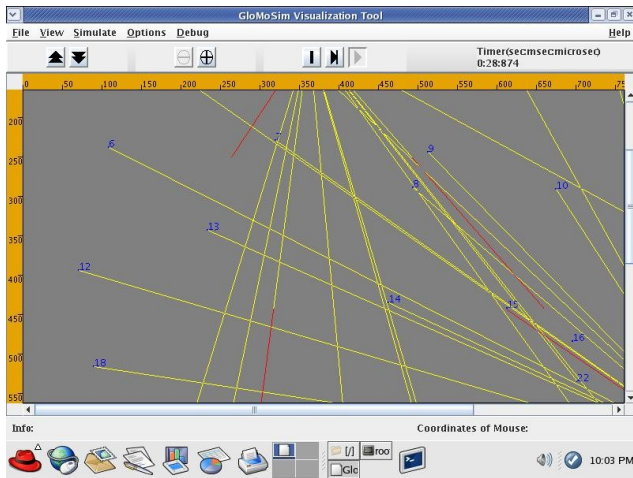 GloMoSim Visualization Tool
File View Simulate Options Debug Help
Timer(sec:msec:microsec)
0:28:874
0 50 100 150 200 250 300 350 400 450 500 550 600 650 700 75
200
250
300
350
400
450
500
550
6
7
9
8
10
13
12
14
15
16
18
22
Info: Coordinates of Mouse:
[/] roo
Glo
10:03 PM